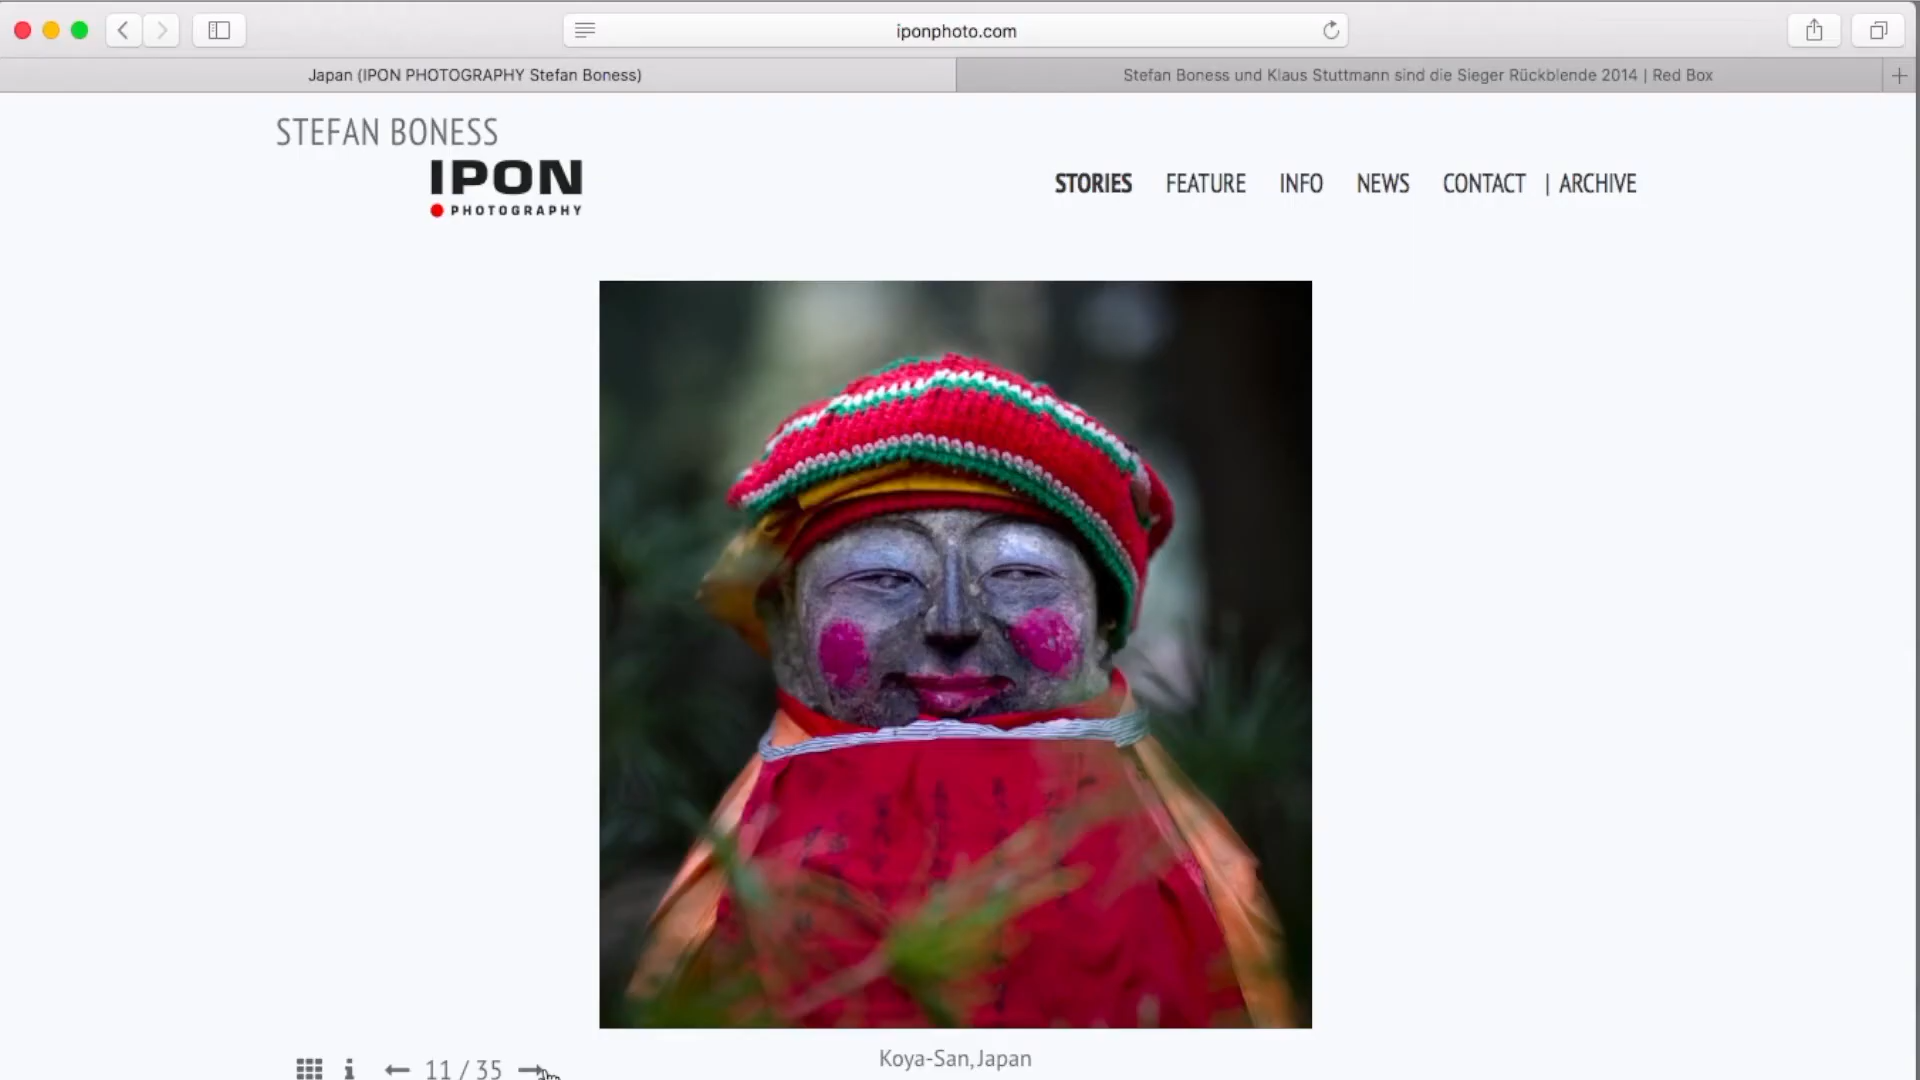 iponphoto.com
Japan (IPON PHOTOGRAPHY Stefan Boness)
Stefan Boness und Klaus Stuttmann sind die Sieger Rückblende 2014 | Red Box
STEFAN BONESS
IPON
PHOTOGRAPHY
STORIES FEATURE INFO NEWS CONTACT | ARCHIVE
Koya-San, Japan
11 / 35